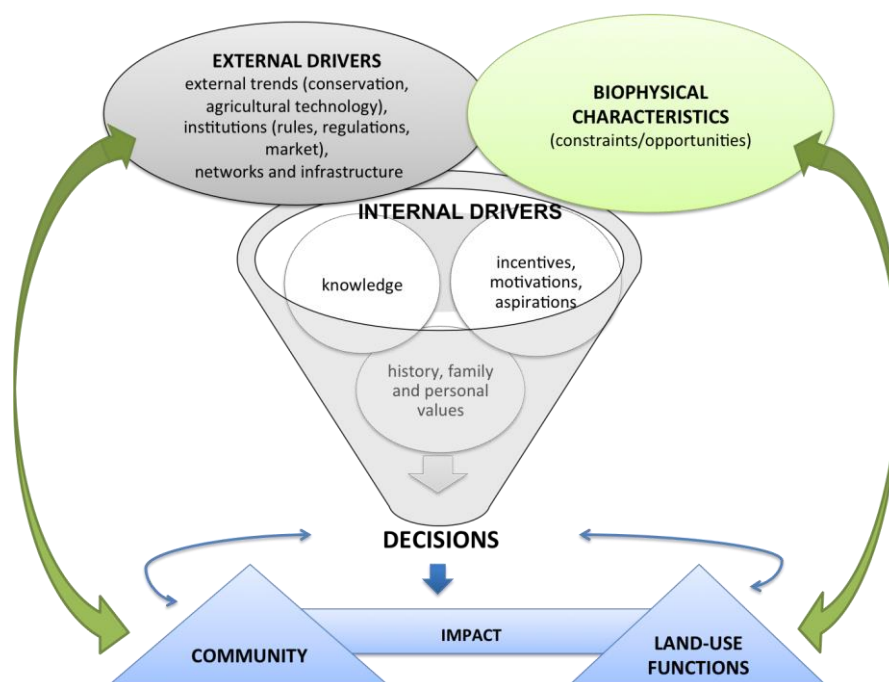 EXTERNAL DRIVERS
external trends (conservation,
agricultural technology),
institutions (rules, regulations,
market),
networks and infrastructure
BIOPHYSICAL
CHARACTERISTICS
(constraints/opportunities)
INTERNAL DRIVERS
knowledge
incentives,
motivations,
aspirations
history, family
and personal
values
DECISIONS
IMPACT
COMMUNITY
LAND-USE
FUNCTIONS